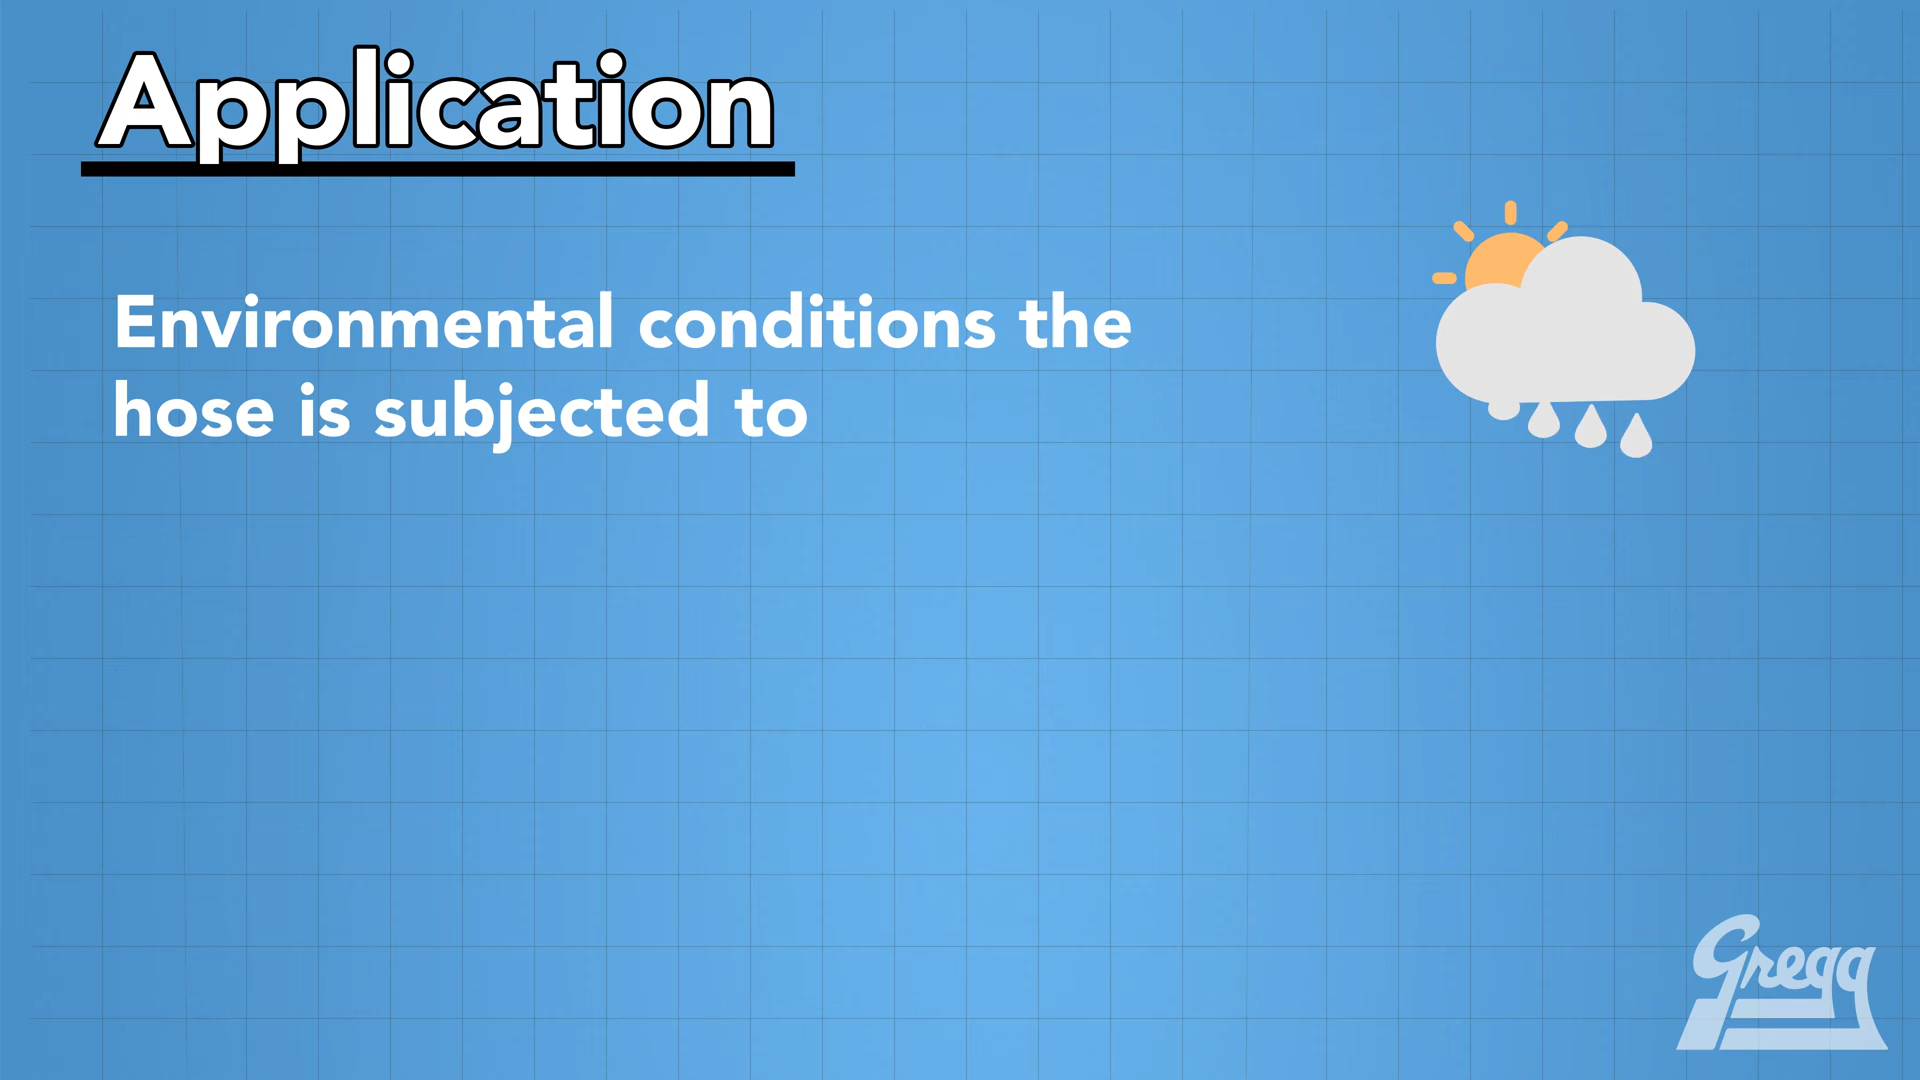 Application
Environmental conditions the
hose is subjected to
Gregg